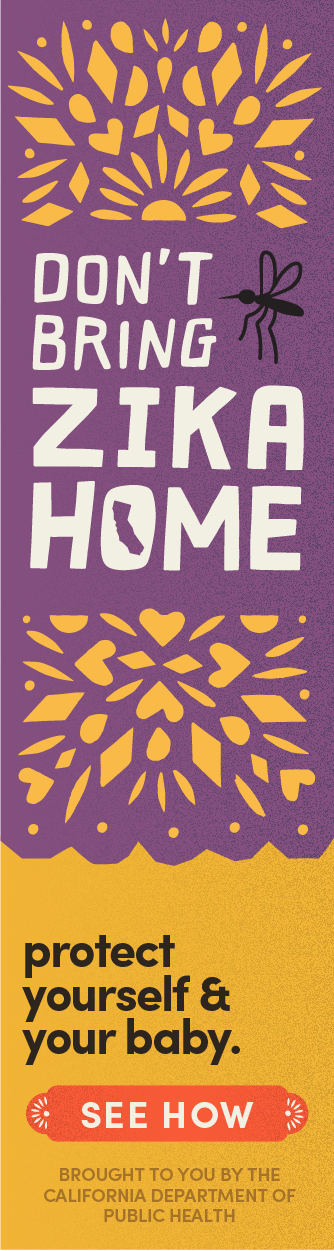 DON'T
BRING
ZIKA
HOME
protect
yourself &
your baby.
SEE HOW
BROUGHT TO YOU BY THE
CALIFORNIA DEPARTMENT OF
PUBLIC HEALTH